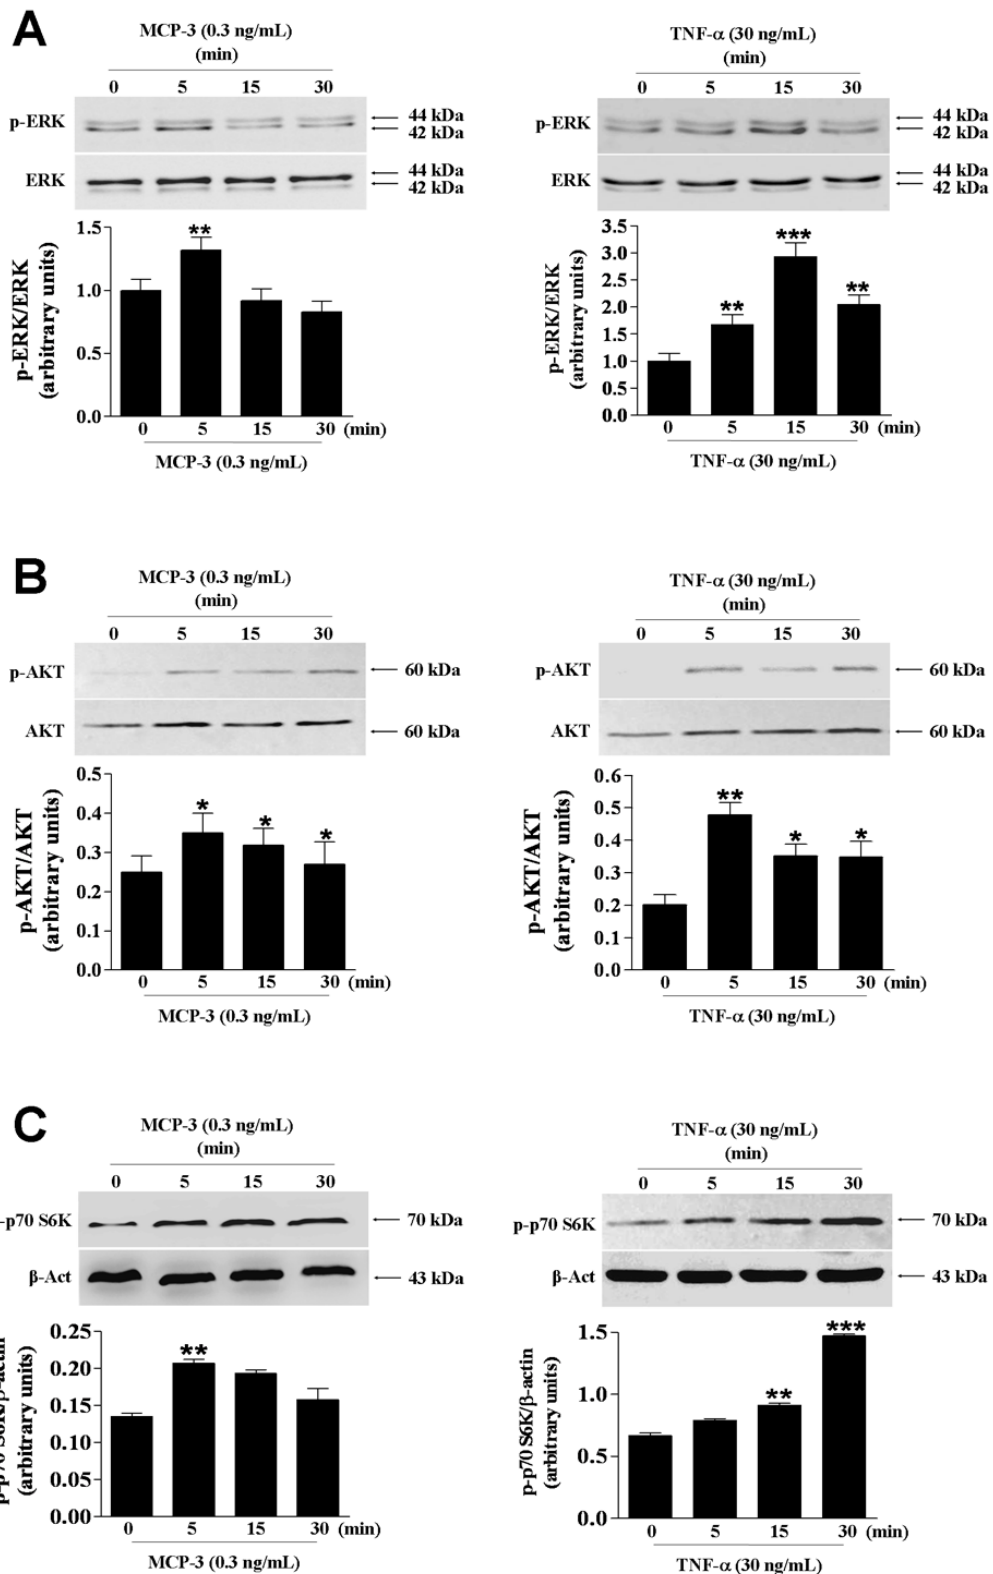 A
MCP-3 (0.3 ng/mL)
(min)
0 5 15 30
p-ERK
44 kDa
42 kDa
ERK
44 kDa
42 kDa
p-ERK/ERK
(arbitrary units)
1.5
1.0
0.5
0.0
**
0 5 15 30 (min)
MCP-3 (0.3 ng/mL)
TNF-α (30 ng/mL)
(min)
0 5 15 30
p-ERK
44 kDa
42 kDa
ERK
44 kDa
42 kDa
p-ERK/ERK
(arbitrary units)
3.5
3.0
2.5
2.0
1.5
1.0
0.5
0.0
** *** **
0 5 15 30 (min)
TNF-α (30 ng/mL)
B
MCP-3 (0.3 ng/mL)
(min)
0 5 15 30
p-AKT
60 kDa
AKT
60 kDa
p-AKT/AKT
(arbitrary units)
0.5
0.4
0.3
0.2
0.1
0.0
* * *
0 5 15 30 (min)
MCP-3 (0.3 ng/mL)
TNF-α (30 ng/mL)
(min)
0 5 15 30
p-AKT
60 kDa
AKT
60 kDa
p-AKT/AKT
(arbitrary units)
0.6
0.5
0.4
0.3
0.2
0.1
0.0
** * *
0 5 15 30 (min)
TNF-α (30 ng/mL)
C
MCP-3 (0.3 ng/mL)
(min)
0 5 15 30
-p70 S6K
70 kDa
β-Act
43 kDa
p-p70 S6K/β-actin
(arbitrary units)
0.25
0.20
0.15
0.10
0.05
0.00
**
0 5 15 30 (min)
MCP-3 (0.3 ng/mL)
TNF-α (30 ng/mL)
(min)
0 5 15 30
p-p70 S6K
70 kDa
β-Act
43 kDa
p-p70 S6K/β-actin
(arbitrary units)
1.5
1.0
0.5
0.0
** ***
0 5 15 30 (min)
TNF-α (30 ng/mL)